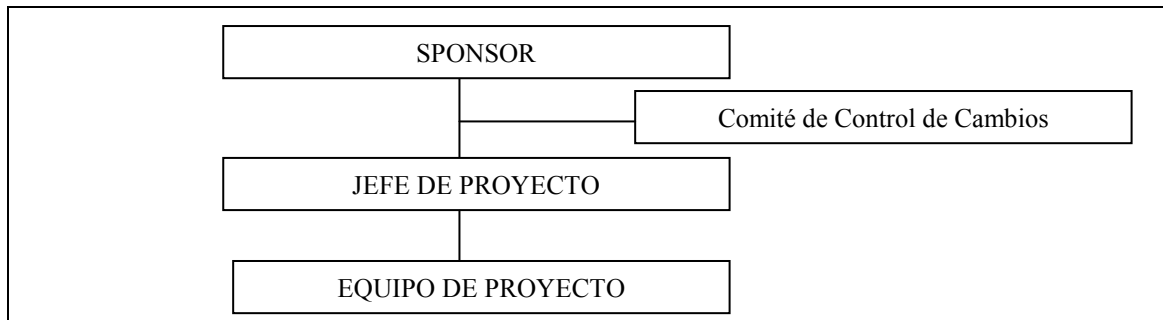 SPONSOR
Comité de Control de Cambios
JEFE DE PROYECTO
EQUIPO DE PROYECTO